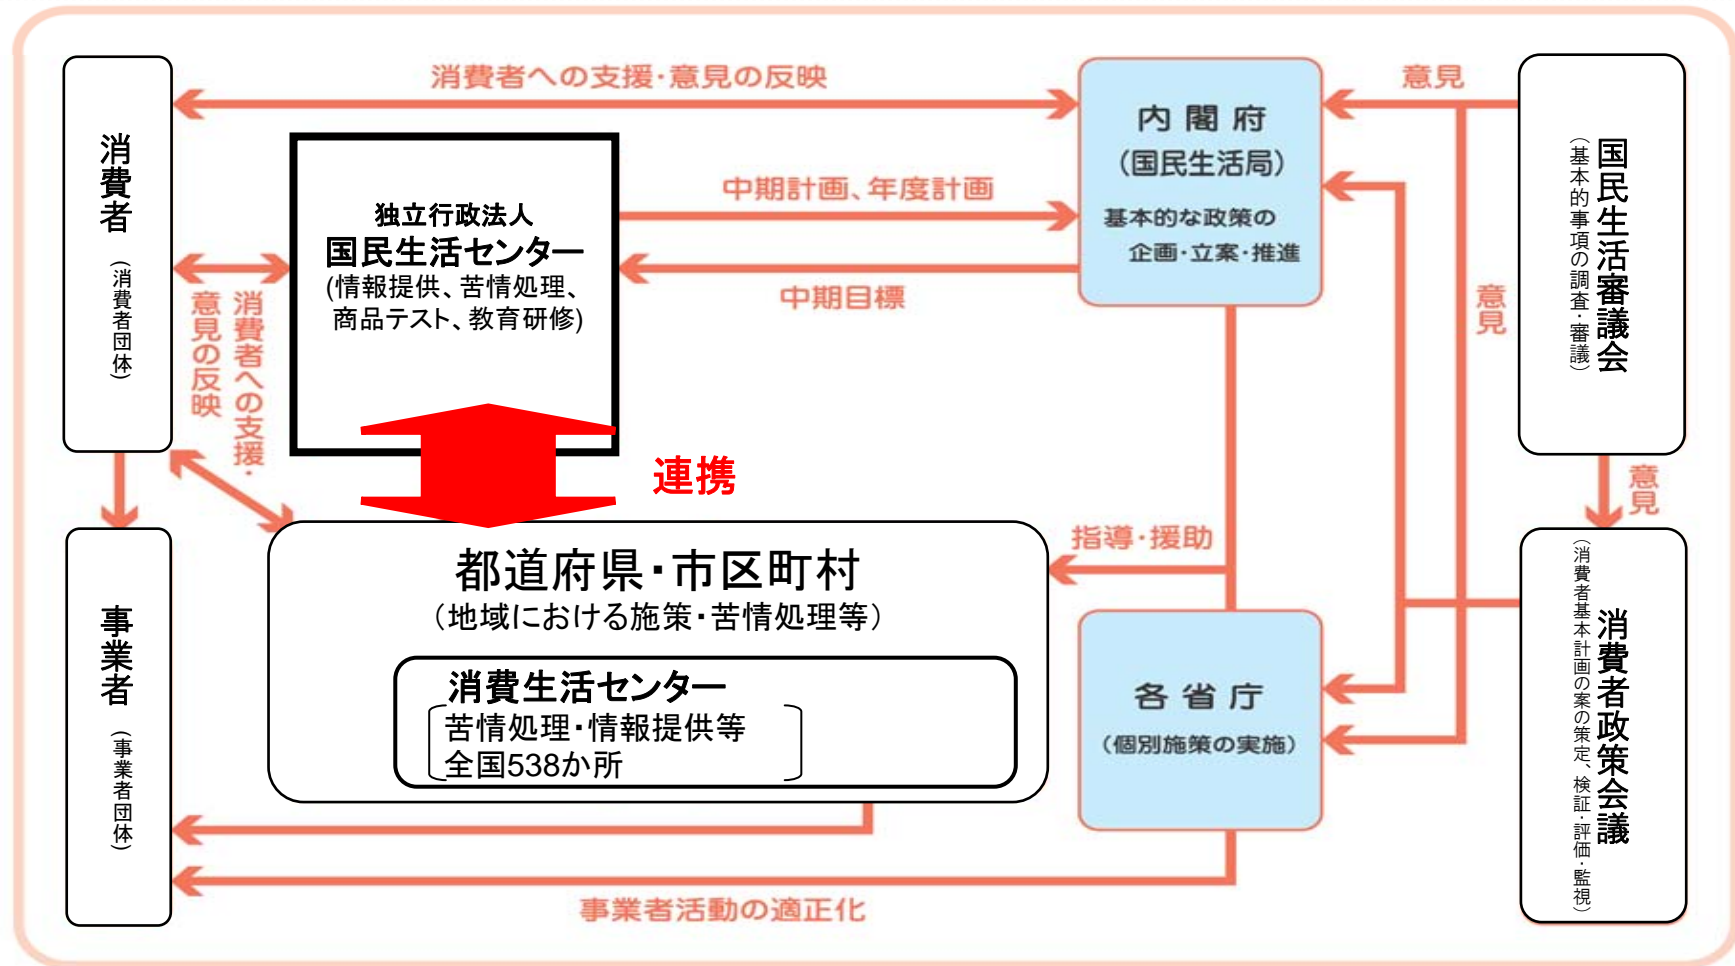 消費者
（消費者団体）
消費者への支援・意見の反映
独立行政法人
国民生活センター
(情報提供、苦情処理、
商品テスト、教育研修)
中期計画、年度計画
中期目標
内閣府
（国民生活局）
基本的な政策の
企画・立案・推進
意見
意見
国民生活審議会
（基本的事項の調査・審議）
消費者への支援・
意見の反映
連携
意見
都道府県・市区町村
（地域における施策・苦情処理等）
消費生活センター
苦情処理・情報提供等
全国538か所
指導・援助
各省庁
（個別施策の実施）
消費者政策会議
（消費者基本計画の案の策定、検証・評価・監視）
事業者
（事業者団体）
事業者活動の適正化